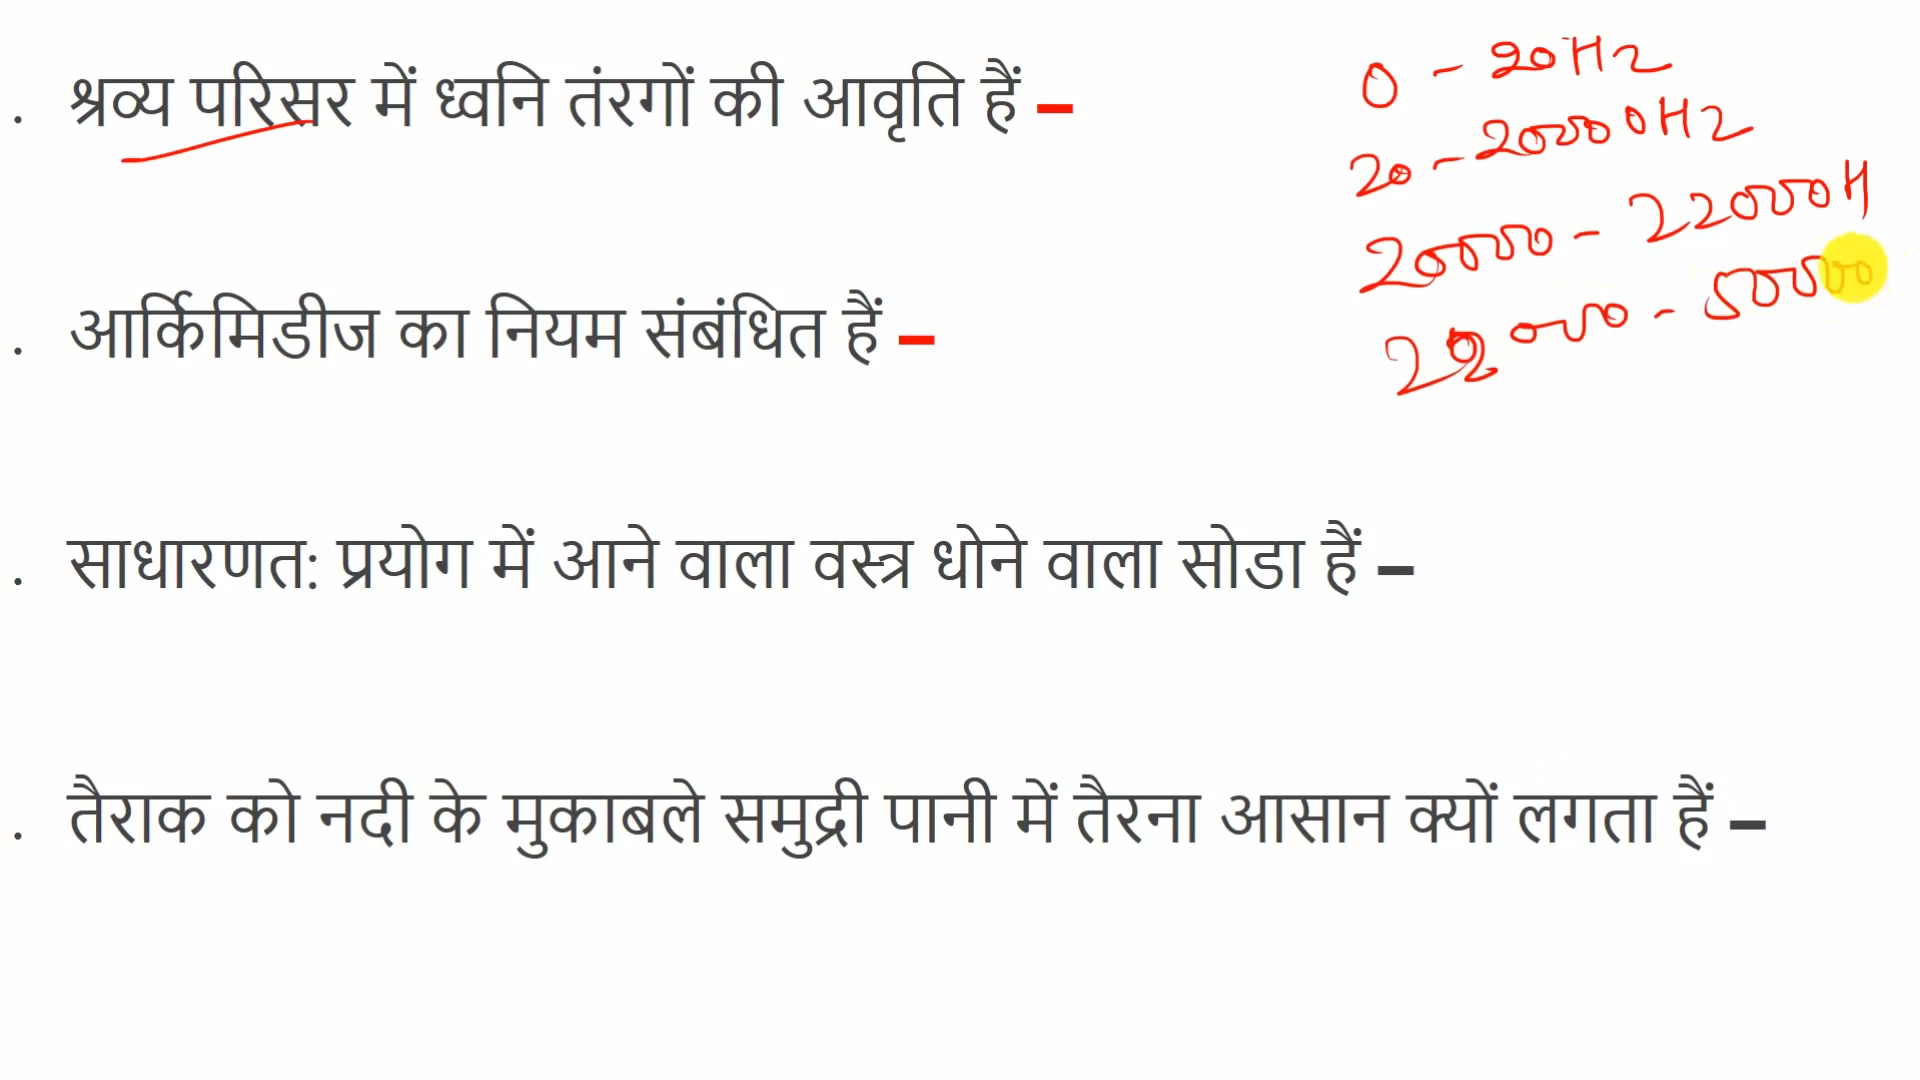 . श्रव्य परिसर में ध्वनि तंरगों की आवृति हैं –
0 - 20Hz
20 - 20000Hz
20000 - 22000H
22000 - 50000
. आर्किमिडीज का नियम संबंधित हैं –
. साधारणत: प्रयोग में आने वाला वस्त्र धोने वाला सोडा हैं –
. तैराक को नदी के मुकाबले समुद्री पानी में तैरना आसान क्यों लगता हैं –